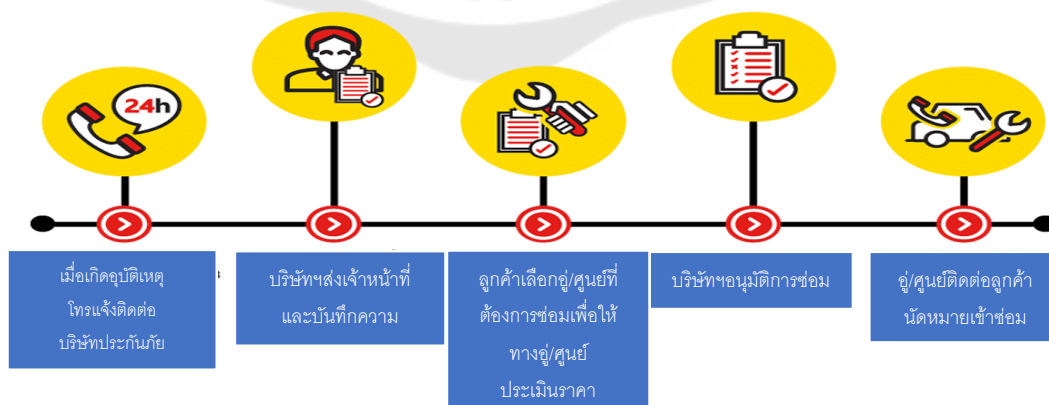 24h
เมื่อเกิดอุบัติเหตุ
โทรแจ้งติดต่อ
บริษัทประกันภัย
บริษัทฯส่งเจ้าหน้าที่
และบันทึกความ
ลูกค้าเลือกอู่/ศูนย์ที่
ต้องการซ่อมเพื่อให้
ทางอู่/ศูนย์
ประเมินราคา
บริษัทฯอนุมัติการซ่อม
อู่/ศูนย์ติดต่อลูกค้า
นัดหมายเข้าซ่อม